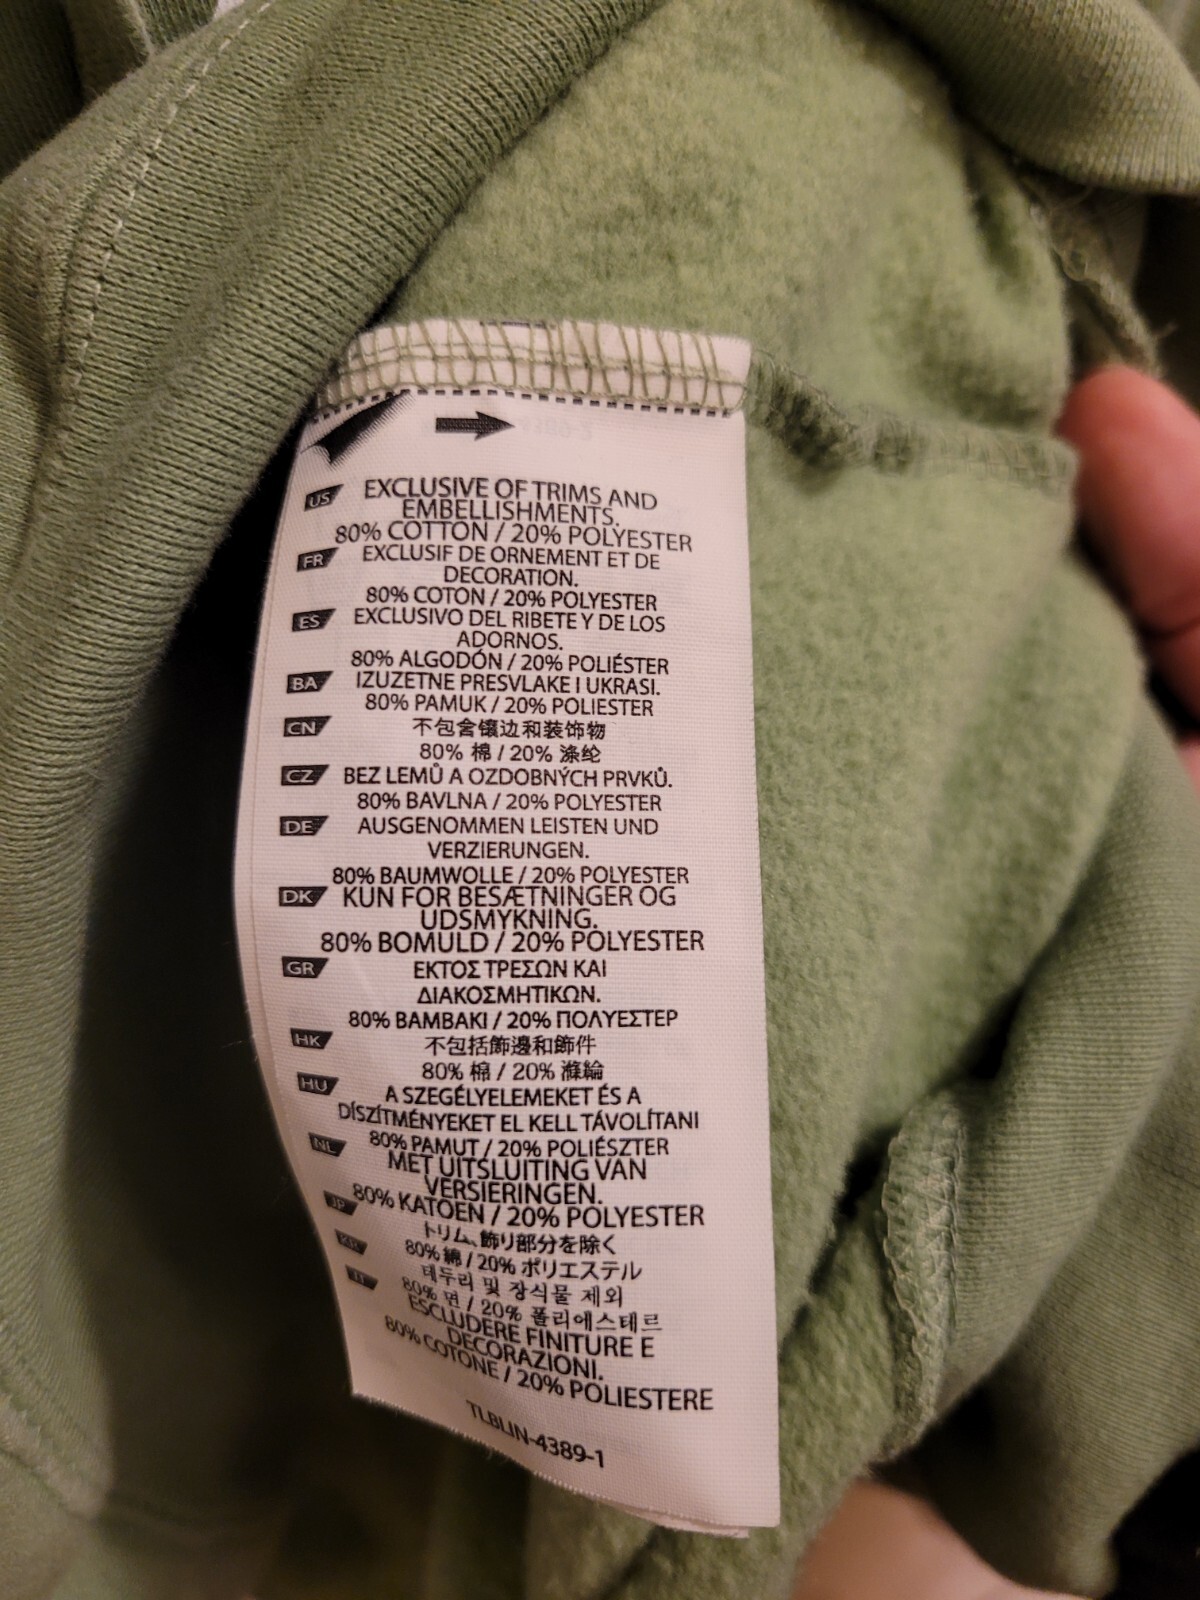 US EXCLUSIVE OF TRIMS AND
EMBELLISHMENTS.
80% COTTON / 20% POLYESTER
FR EXCLUSIF DE ORNEMENT ET DE
DECORATION.
80% COTON / 20% POLYESTER
ES EXCLUSIVO DEL RIBETE Y DE LOS
ADORNOS.
80% ALGODÓN / 20% POLIÉSTER
BA IZUZETNE PRESVLAKE I UKRASI.
80% PAMUK / 20% POLIESTER
CN 不包含镶边和装饰物
80% 棉 / 20% 涤纶
CZ BEZ LEMŮ A OZDOBNÝCH PRVKŮ.
80% BAVLNA / 20% POLYESTER
DE AUSGENOMMEN LEISTEN UND
VERZIERUNGEN.
80% BAUMWOLLE / 20% POLYESTER
DK KUN FOR BESÆTNINGER OG
UDSMYKNING.
80% BOMULD / 20% POLYESTER
GR ΕΚΤΟΣ ΤΡΕΣΩΝ ΚΑΙ
ΔΙΑΚΟΣΜΗΤΙΚΩΝ.
80% ΒΑΜΒΑΚΙ / 20% ΠΟΛΥΕΣΤΕΡ
HK 不包括飾邊和飾件
80% 棉 / 20% 滌綸
HU A SZEGÉLYELEMEKET ÉS A
DÍSZÍTMÉNYEKET EL KELL TÁVOLÍTANI
80% PAMUT / 20% POLIÉSZTER
NL MET UITSLUITING VAN
VERSIERINGEN.
80% KATOEN / 20% POLYESTER
JP トリム、飾り部分を除く
80% 綿 / 20% ポリエステル
KR 테두리 및 장식물 제외
80% 면 / 20% 폴리에스테르
IT ESCLUDERE FINITURE E
DECORAZIONI.
80% COTONE / 20% POLIESTERE
TLBLIN-4389-1